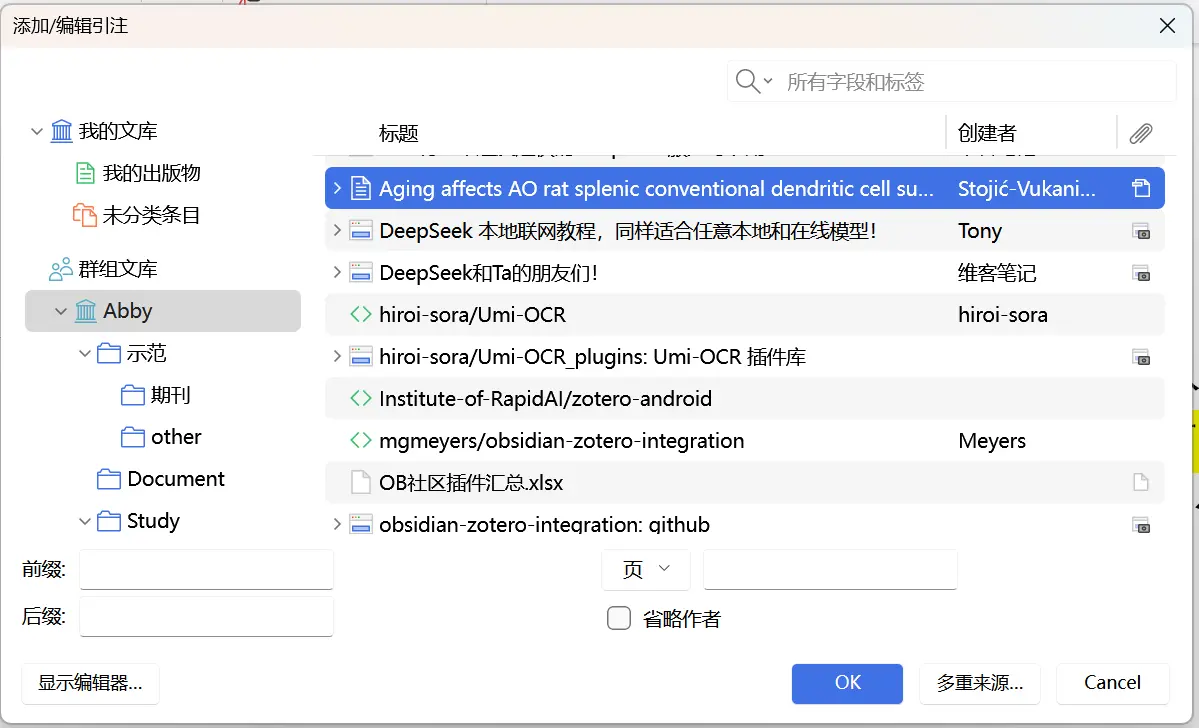 添加/编辑引注
所有字段和标签
标题 创建者
我的文库
我的出版物
未分类条目
群组文库
Abby
示范
期刊
other
Document
Study
Aging affects AO rat splenic conventional dendritic cell su... Stojić-Vukani...
DeepSeek 本地联网教程，同样适合任意本地和在线模型！ Tony
DeepSeek和Ta的朋友们！ 维客笔记
hiroi-sora/Umi-OCR hiroi-sora
hiroi-sora/Umi-OCR_plugins: Umi-OCR 插件库
Institute-of-RapidAI/zotero-android
mgmeyers/obsidian-zotero-integration Meyers
OB社区插件汇总.xlsx
obsidian-zotero-integration: github
前缀: 页
后缀: 省略作者
显示编辑器... OK 多重来源... Cancel